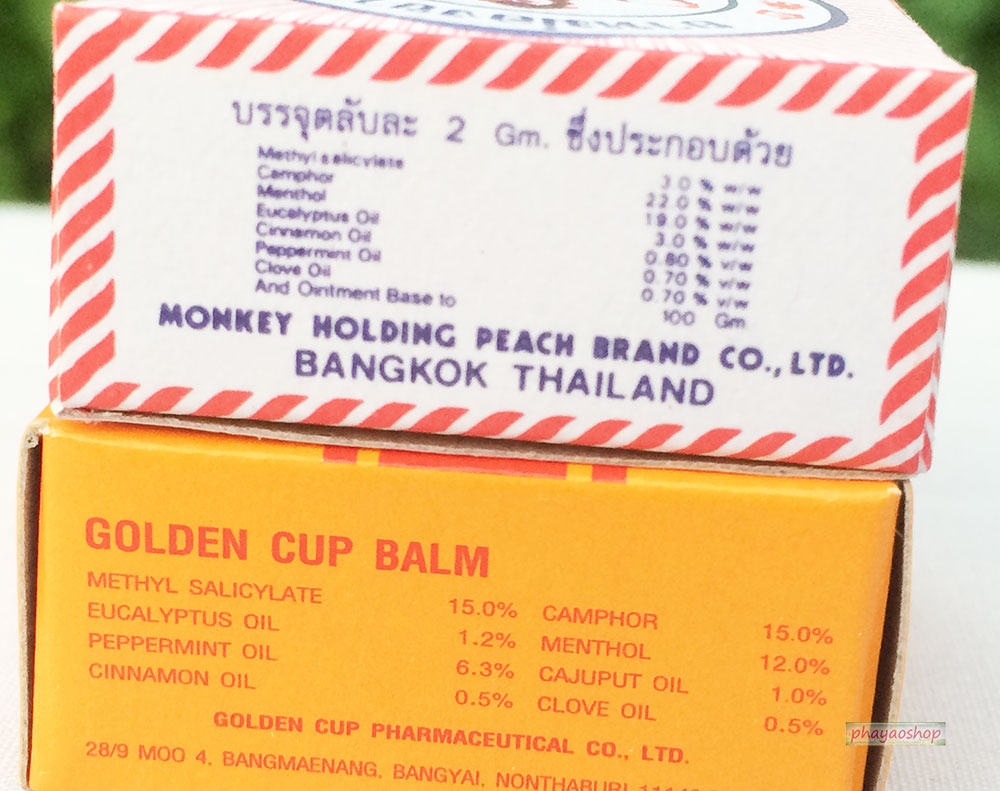 บรรจุตลับละ 2 Gm. ซึ่งประกอบด้วย
Methyl salicylate 3.0 % w/w
Camphor 22.0 % w/w
Menthol 19.0 % w/w
Eucalyptus Oil 3.0 % w/w
Cinnamon Oil 0.80 % v/w
Peppermint Oil 0.70 % v/w
Clove Oil 0.70 % v/w
And Ointment Base to 100 Gm
MONKEY HOLDING PEACH BRAND CO., LTD.
BANGKOK THAILAND
GOLDEN CUP BALM
METHYL SALICYLATE 15.0% CAMPHOR 15.0%
EUCALYPTUS OIL 1.2% MENTHOL 12.0%
PEPPERMINT OIL 6.3% CAJUPUT OIL 1.0%
CINNAMON OIL 0.5% CLOVE OIL 0.5%
GOLDEN CUP PHARMACEUTICAL CO., LTD.
28/9 MOO 4, BANGMAENANG, BANGYAI, NONTHABURI
phayaoshop